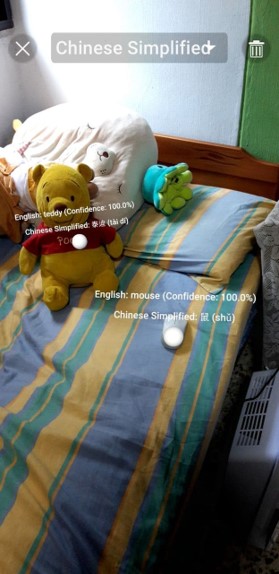 Chinese Simplified
English: teddy (Confidence: 100.0%)
Chinese Simplified: 泰迪 (tài dí)
POOH
English: mouse (Confidence: 100.0%)
Chinese Simplified: 鼠 (shǔ)